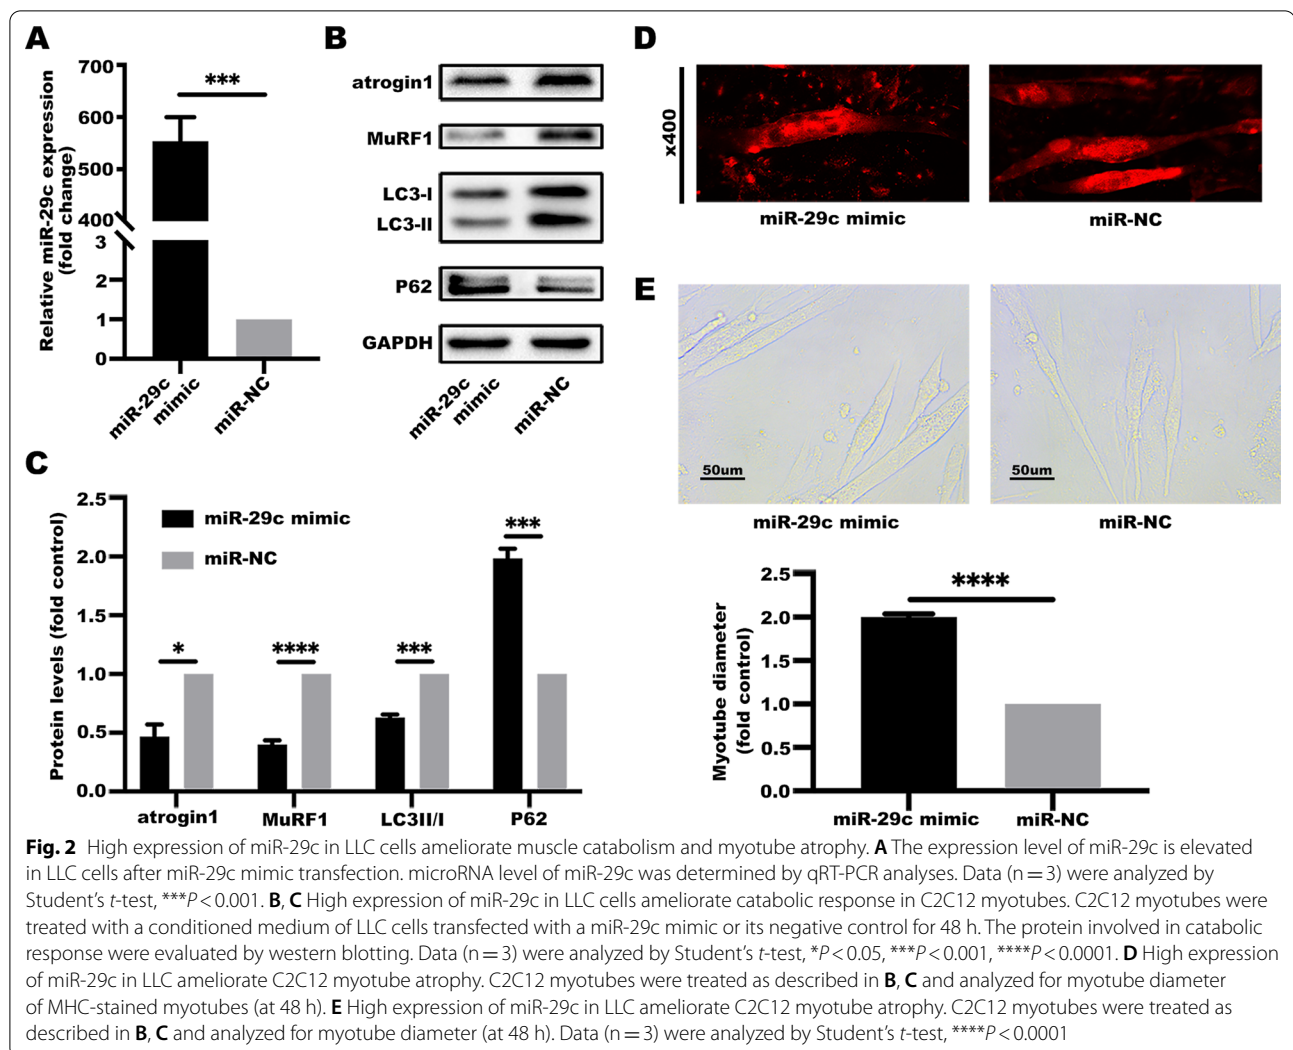 A
Relative miR-29c expression
(fold change)
700
600
500
400
3
2
1
0
***
miR-29c
mimic
miR-NC
B
atrogin1
MuRF1
LC3-I
LC3-II
P62
GAPDH
miR-29c
mimic
miR-NC
C
Protein levels (fold control)
2.5
2.0
1.5
1.0
0.5
0.0
miR-29c mimic
miR-NC
*
****
***
***
atrogin1
MuRF1
LC3II/I
P62
D
x400
miR-29c mimic
miR-NC
E
50um
50um
miR-29c mimic
miR-NC
Myotube diameter
(fold control)
2.5
2.0
1.5
1.0
0.5
0.0
****
miR-29c mimic
miR-NC
Fig. 2 High expression of miR-29c in LLC cells ameliorate muscle catabolism and myotube atrophy. A The expression level of miR-29c is elevated
in LLC cells after miR-29c mimic transfection. microRNA level of miR-29c was determined by qRT-PCR analyses. Data (n = 3) were analyzed by
Student's t-test, ***P < 0.001. B, C High expression of miR-29c in LLC cells ameliorate catabolic response in C2C12 myotubes. C2C12 myotubes were
treated with a conditioned medium of LLC cells transfected with a miR-29c mimic or its negative control for 48 h. The protein involved in catabolic
response were evaluated by western blotting. Data (n = 3) were analyzed by Student's t-test, *P < 0.05, ***P < 0.001, ****P < 0.0001. D High expression
of miR-29c in LLC ameliorate C2C12 myotube atrophy. C2C12 myotubes were treated as described in B, C and analyzed for myotube diameter
of MHC-stained myotubes (at 48 h). E High expression of miR-29c in LLC ameliorate C2C12 myotube atrophy. C2C12 myotubes were treated as
described in B, C and analyzed for myotube diameter (at 48 h). Data (n = 3) were analyzed by Student's t-test, ****P < 0.0001